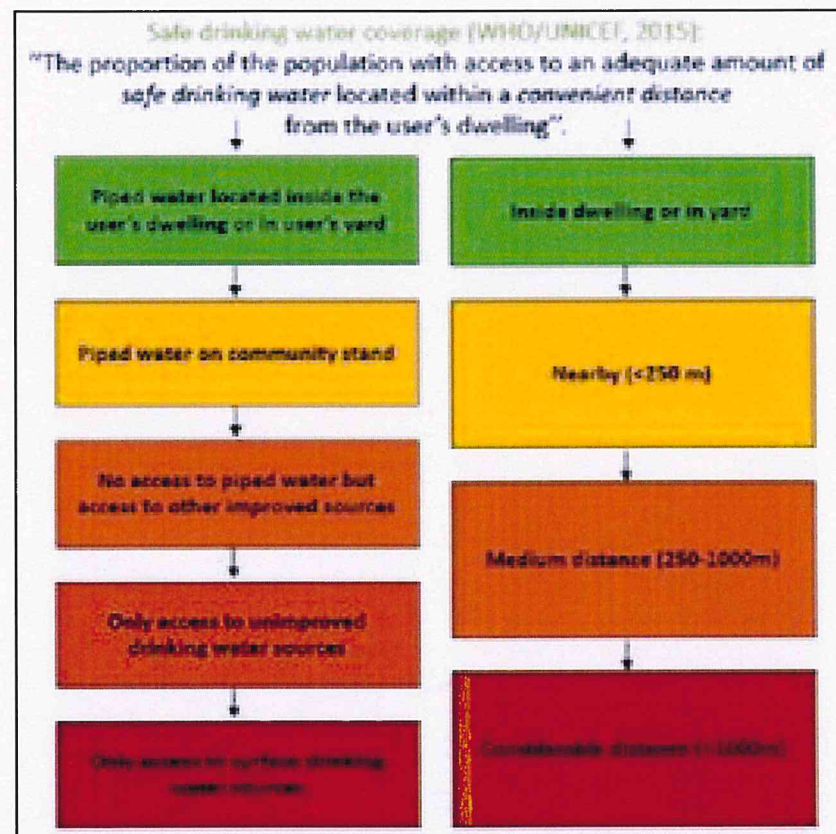 Safe drinking water coverage (WHO/UNICEF, 2015):
"The proportion of the population with access to an adequate amount of
safe drinking water located within a convenient distance
from the user's dwelling".
Piped water located inside the
user's dwelling or in user's yard
Piped water on community stand
No access to piped water but
access to other improved sources
Only access to unimproved
drinking water sources
Only access to surface drinking
water sources
Inside dwelling or in yard
Nearby (<250 m)
Medium distance (250-1000m)
Considerable distance (>1000m)